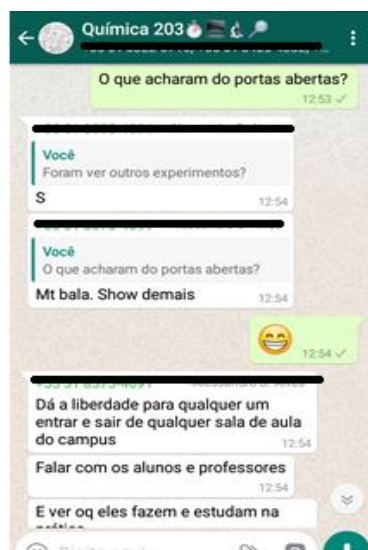 Química 203
O que acharam do portas abertas?
12:53
Você
Foram ver outros experimentos?
S
12:54
Você
O que acharam do portas abertas?
Mt bala. Show demais
12:54
12:54
Dá a liberdade para qualquer um
entrar e sair de qualquer sala de aula
do campus
12:54
Falar com os alunos e professores
12:54
E ver oq eles fazem e estudam na